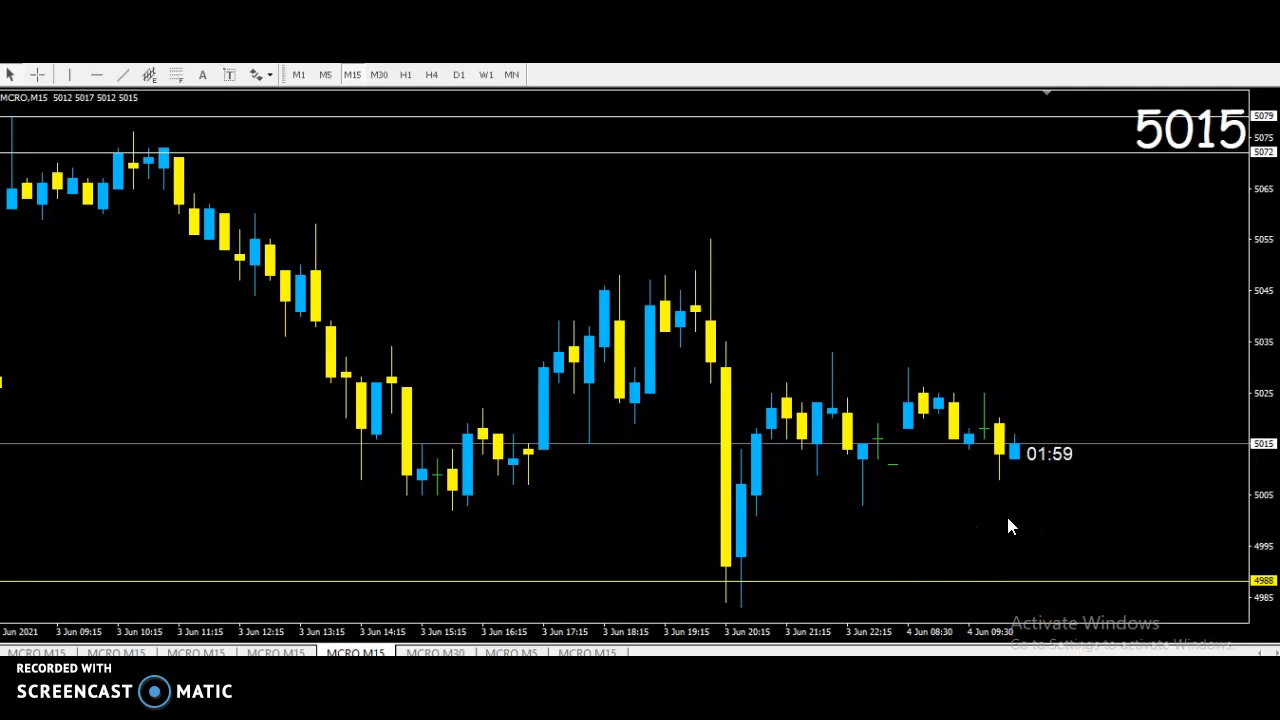 E F A T M1 M5 M15 M30 H1 H4 D1 W1 MN
MCRO,M15 5012 5017 5012 5015
5015
5079
5075
5072
5065
5055
5045
5035
5025
5015
5005
4995
4988
4985
01:59
Jun 2021 3 Jun 09:15 3 Jun 10:15 3 Jun 11:15 3 Jun 12:15 3 Jun 13:15 3 Jun 14:15 3 Jun 15:15 3 Jun 16:15 3 Jun 17:15 3 Jun 18:15 3 Jun 19:15 3 Jun 20:15 3 Jun 21:15 3 Jun 22:15 4 Jun 08:30 4 Jun 09:30
Activate Windows
Go to Settings to activate Windows.
MCRO,M15 MCRO,M15 MCRO,M15 MCRO,M15 MCRO,M15 MCRO,M30 MCRO,M5 MCRO,M15
RECORDED WITH
SCREENCAST MATIC